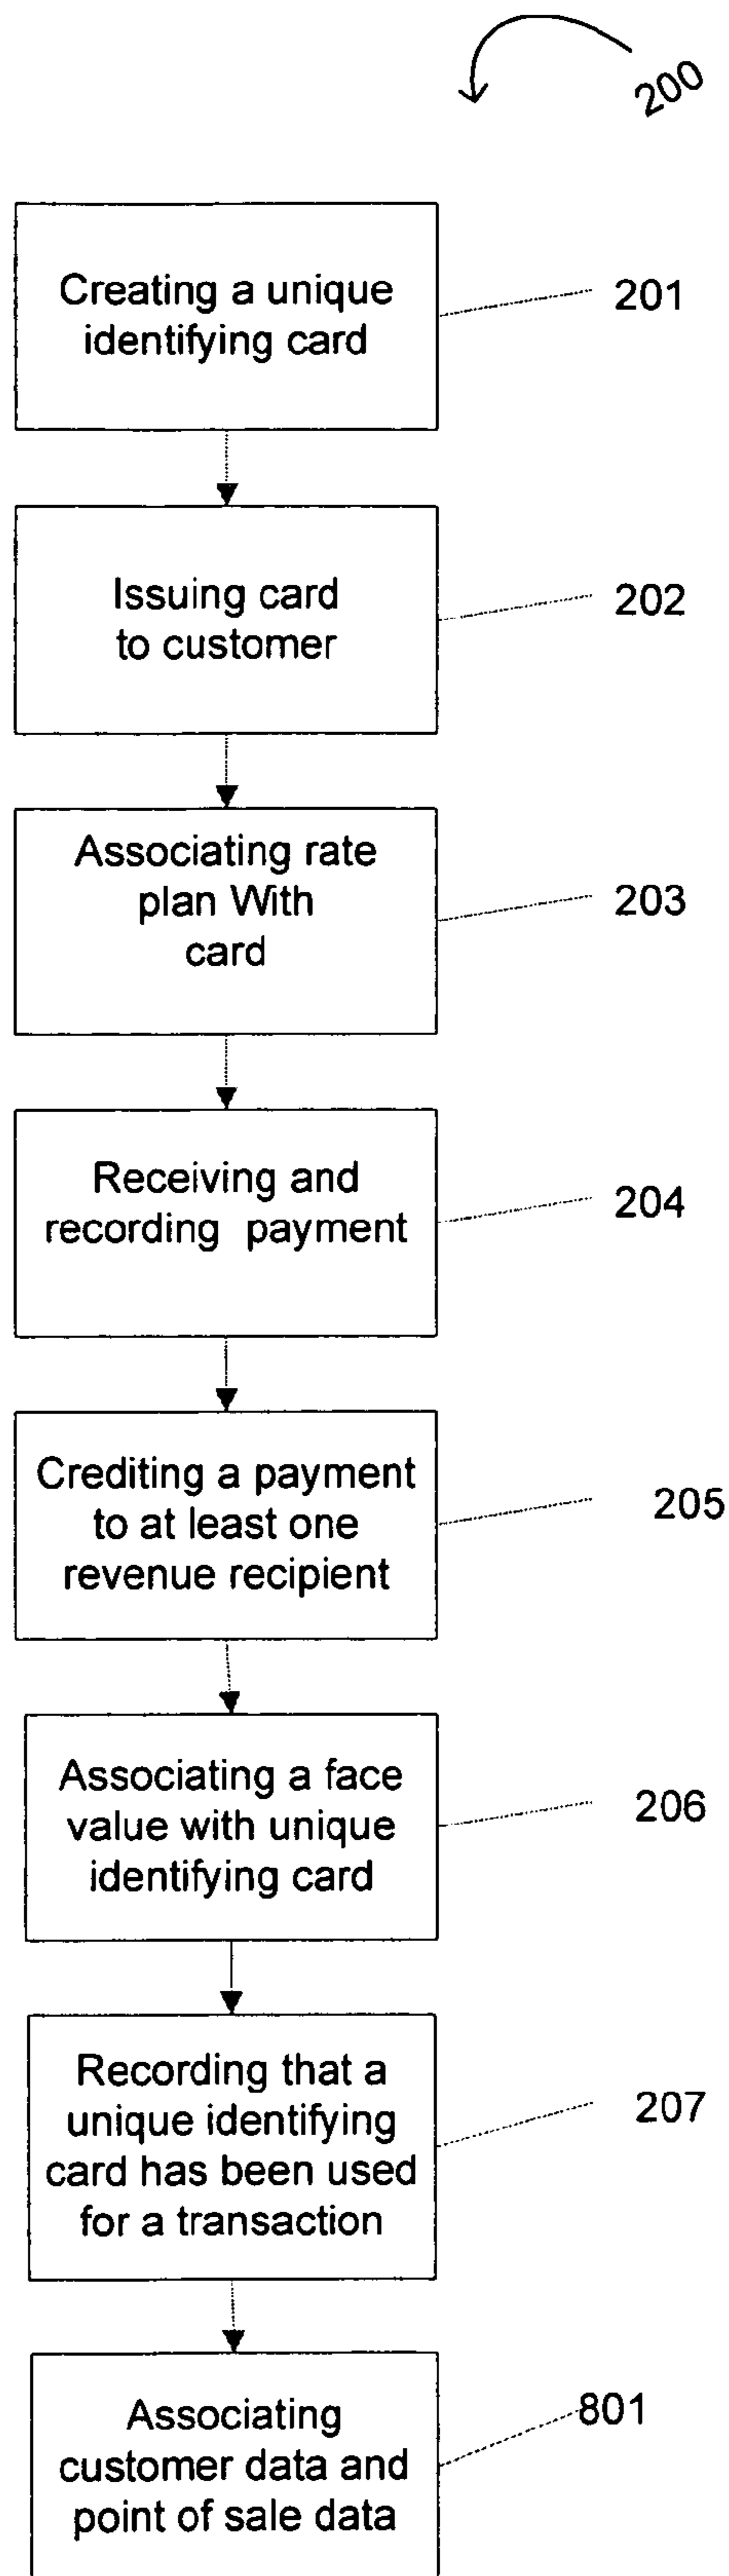 200
Creating a unique
identifying card
201
Issuing card
to customer
202
Associating rate
plan With
card
203
Receiving and
recording payment
204
Crediting a payment
to at least one
revenue recipient
205
Associating a face
value with unique
identifying card
206
Recording that a
unique identifying
card has been used
for a transaction
207
Associating
customer data and
point of sale data
801